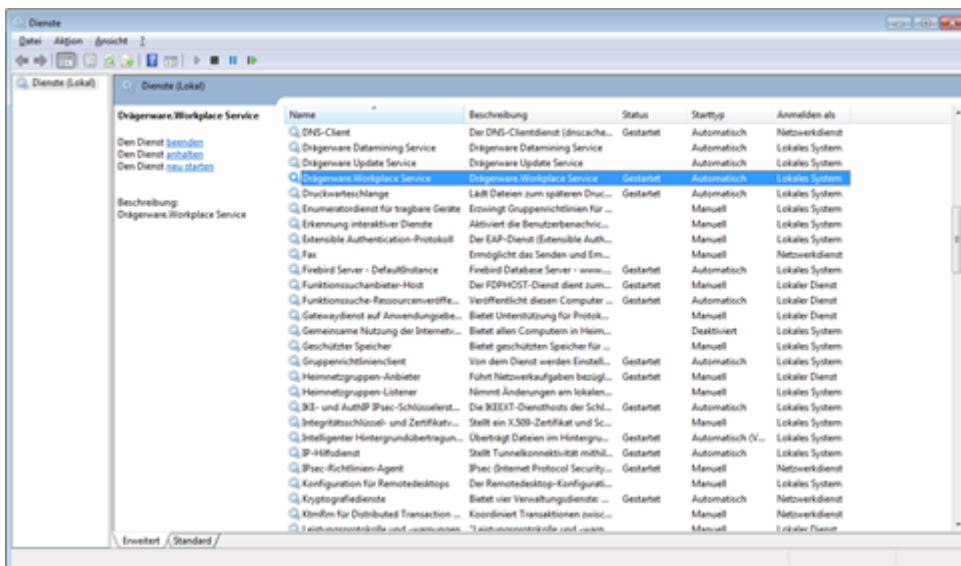 Dienste
Datei Aktion Ansicht ?
Dienste (Lokal)
Dienste (Lokal)
Drägerware.Workplace Service
Den Dienst beenden
Den Dienst anhalten
Den Dienst neu starten
Beschreibung:
Drägerware.Workplace Service
Name Beschreibung Status Starttyp Anmelden als
DNS-Client Der DNS-Clientdienst (dnscache... Gestartet Automatisch Netzwerkdienst
Drägerware Datamining Service Drägerware Datamining Service Automatisch Lokales System
Drägerware Update Service Drägerware Update Service Automatisch Lokales System
Drägerware.Workplace Service Drägerware.Workplace Service Gestartet Automatisch Lokales System
Druckwarteschlange Lädt Dateien zum späteren Druc... Gestartet Automatisch Lokales System
Enumeratordienst für tragbare Geräte Erzwingt Gruppenrichtlinien für ... Manuell Lokales System
Erkennung interaktiver Dienste Aktiviert die Benutzerbenachric... Manuell Lokales System
Extensible Authentication-Protokoll Der EAP-Dienst (Extensible Auth... Manuell Lokales System
Fax Ermöglicht das Senden und Em... Manuell Netzwerkdienst
Firebird Server - DefaultInstance Firebird Database Server - www.... Gestartet Automatisch Lokales System
Funktionssuchanbieter-Host Der FDPHOST-Dienst dient zum... Gestartet Manuell Lokaler Dienst
Funktionssuche-Ressourcenveröffe... Veröffentlicht diesen Computer ... Gestartet Automatisch Lokaler Dienst
Gatewaydienst auf Anwendungsebe... Bietet Unterstützung für Protok... Manuell Lokaler Dienst
Gemeinsame Nutzung der Internetv... Bietet allen Computern in Heim... Deaktiviert Lokales System
Geschützter Speicher Bietet geschützten Speicher für ... Manuell Lokales System
Gruppenrichtlinienclient Von dem Dienst werden Einstell... Gestartet Automatisch Lokales System
Heimnetzgruppen-Anbieter Führt Netzwerkaufgaben bezügl... Gestartet Manuell Lokaler Dienst
Heimnetzgruppen-Listener Nimmt Änderungen am lokalen... Manuell Lokales System
IKE- und AuthIP IPsec-Schlüsselerst... Die IKEEXT-Diensthosts der Schl... Gestartet Automatisch Lokales System
Integritätsschlüssel- und Zertifikatv... Stellt ein X.509-Zertifikat und Sc... Manuell Lokales System
Intelligenter Hintergrundübertragun... Überträgt Dateien im Hintergru... Gestartet Automatisch (V... Lokales System
IP-Hilfsdienst Stellt Tunnelkonnektivität mithil... Gestartet Automatisch Lokales System
IPsec-Richtlinien-Agent IPsec (Internet Protocol Security... Gestartet Manuell Netzwerkdienst
Konfiguration für Remotedesktops Der Remotedesktop-Konfigurati... Manuell Lokales System
Kryptografiedienste Bietet vier Verwaltungsdienste: ... Gestartet Automatisch Netzwerkdienst
KtmRm für Distributed Transaction ... Koordiniert Transaktionen zwisc... Manuell Netzwerkdienst
Leistungsprotokolle und -warnungen "Leistungsprotokolle und -warn... Manuell Lokaler Dienst
Erweitert Standard